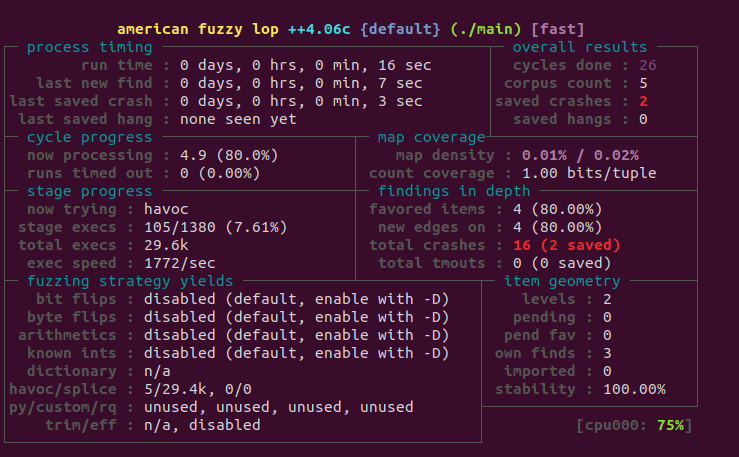 american fuzzy lop ++4.06c {default} (./main) [fast]
process timing overall results
run time : 0 days, 0 hrs, 0 min, 16 sec cycles done : 26
last new find : 0 days, 0 hrs, 0 min, 7 sec corpus count : 5
last saved crash : 0 days, 0 hrs, 0 min, 3 sec saved crashes : 2
last saved hang : none seen yet saved hangs : 0
cycle progress map coverage
now processing : 4.9 (80.0%) map density : 0.01% / 0.02%
runs timed out : 0 (0.00%) count coverage : 1.00 bits/tuple
stage progress findings in depth
now trying : havoc favored items : 4 (80.00%)
stage execs : 105/1380 (7.61%) new edges on : 4 (80.00%)
total execs : 29.6k total crashes : 16 (2 saved)
exec speed : 1772/sec total tmouts : 0 (0 saved)
fuzzing strategy yields item geometry
bit flips : disabled (default, enable with -D) levels : 2
byte flips : disabled (default, enable with -D) pending : 0
arithmetics : disabled (default, enable with -D) pend fav : 0
known ints : disabled (default, enable with -D) own finds : 3
dictionary : n/a imported : 0
havoc/splice : 5/29.4k, 0/0 stability : 100.00%
py/custom/rq : unused, unused, unused, unused
trim/eff : n/a, disabled [cpu000: 75%]